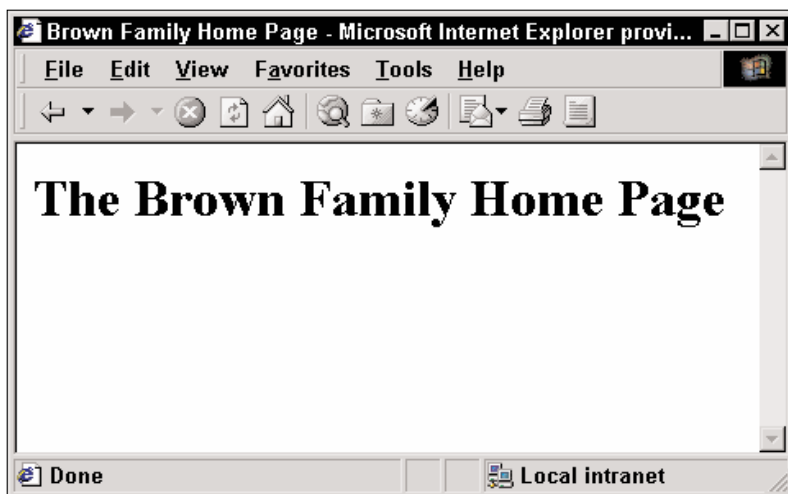 Brown Family Home Page - Microsoft Internet Explorer provi...
File Edit View Favorites Tools Help
The Brown Family Home Page
Done Local intranet